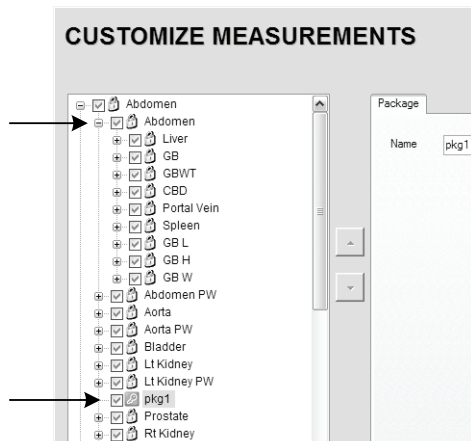 CUSTOMIZE MEASUREMENTS
Abdomen
Abdomen
Liver
GB
GBWT
CBD
Portal Vein
Spleen
GB L
GB H
GB W
Abdomen PW
Aorta
Aorta PW
Bladder
Lt Kidney
Lt Kidney PW
pkg1
Prostate
Rt Kidney
Package
Name pkg1